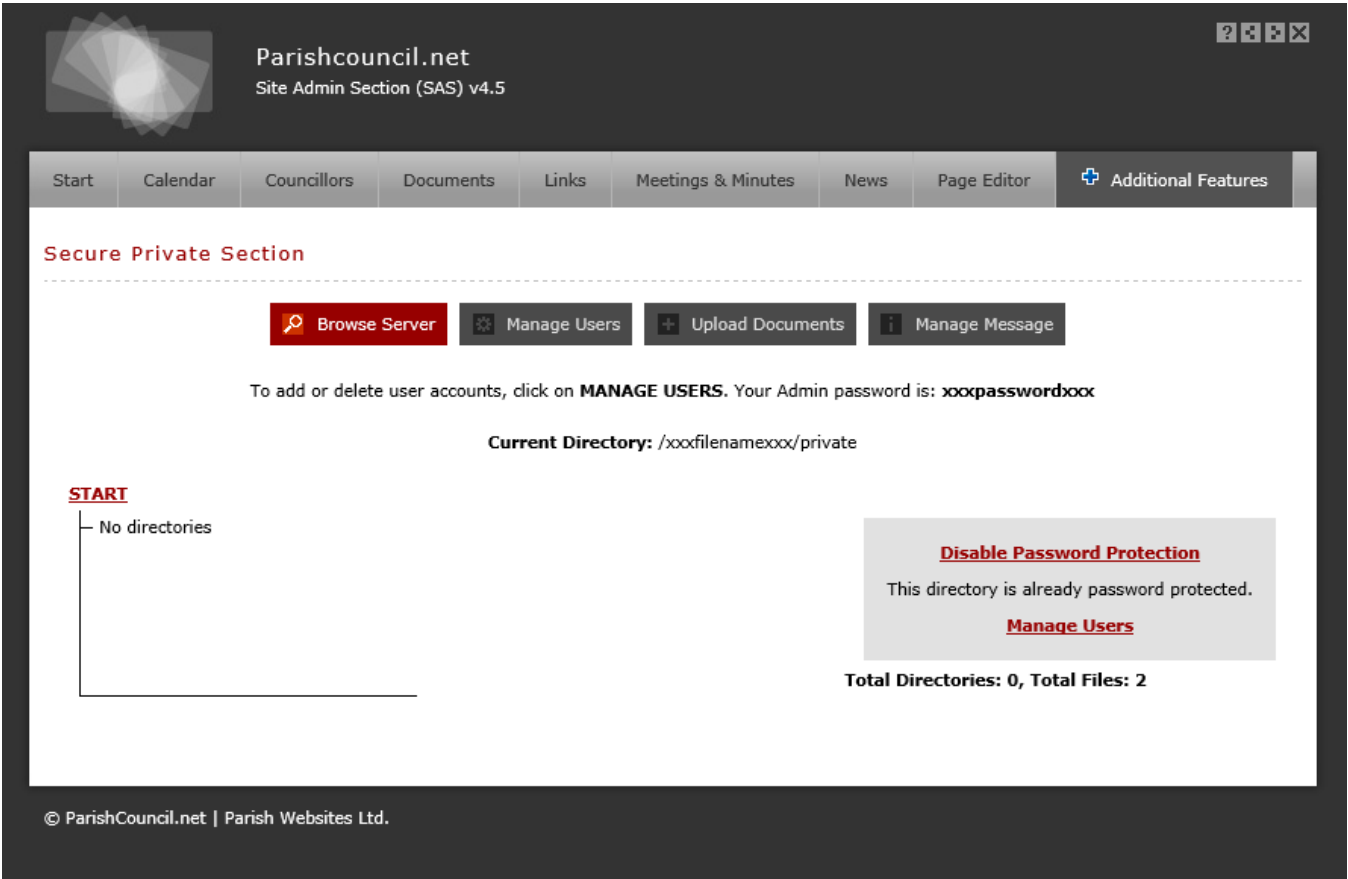 Parishcouncil.net
Site Admin Section (SAS) v4.5
Start Calendar Councillors Documents Links Meetings & Minutes News Page Editor Additional Features
Secure Private Section
Browse Server Manage Users Upload Documents Manage Message
To add or delete user accounts, click on MANAGE USERS. Your Admin password is: xxxpasswordxxx
Current Directory: /xxxfilenamexxx/private
START
No directories
Disable Password Protection
This directory is already password protected.
Manage Users
Total Directories: 0, Total Files: 2
© ParishCouncil.net | Parish Websites Ltd.